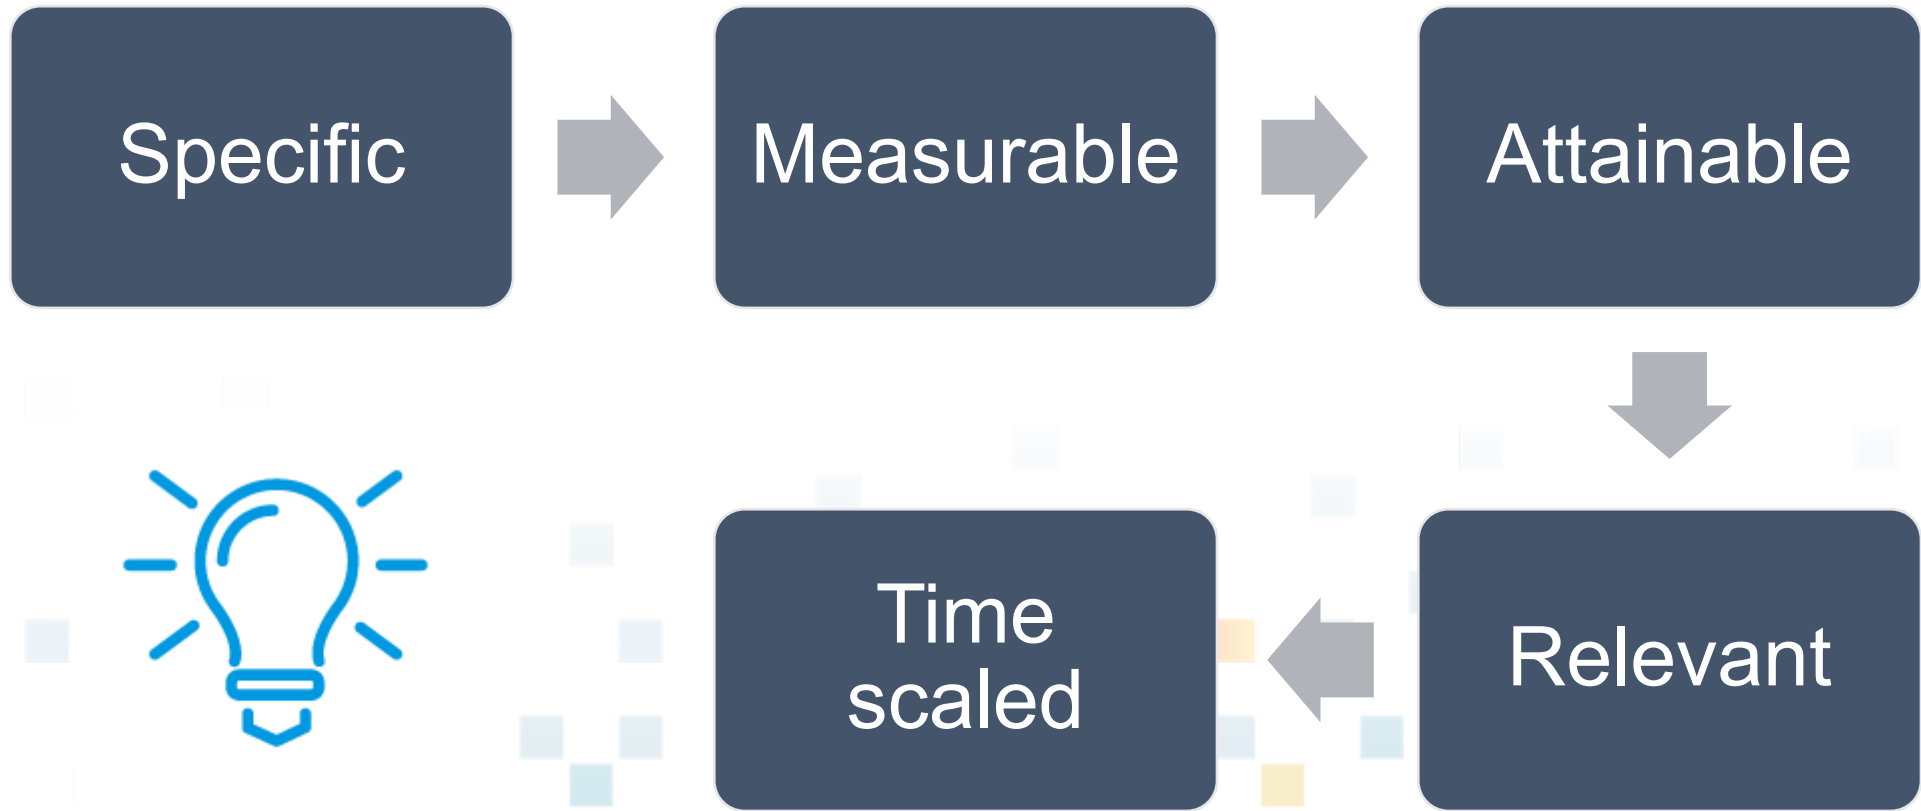 Specific
Measurable
Attainable
Relevant
Time
scaled